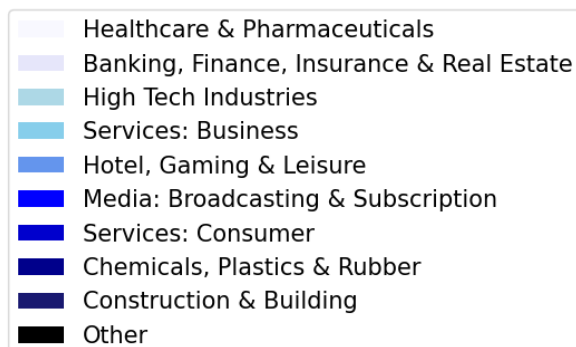 Healthcare & Pharmaceuticals
Banking, Finance, Insurance & Real Estate
High Tech Industries
Services: Business
Hotel, Gaming & Leisure
Media: Broadcasting & Subscription
Services: Consumer
Chemicals, Plastics & Rubber
Construction & Building
Other